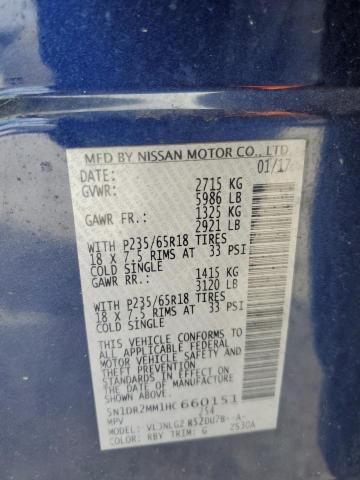 MFD BY NISSAN MOTOR CO., LTD
DATE: 01/17
GVWR: 2715 KG
5986 LB
GAWR FR.: 1325 KG
2921 LB
WITH P235/65R18 TIRES
18 X 7.5 RIMS AT 33 PSI
COLD SINGLE
GAWR RR.: 1415 KG
3120 LB
WITH P235/65R18 TIRES
18 X 7.5 RIMS AT 33 PSI
COLD SINGLE
THIS VEHICLE CONFORMS TO
ALL APPLICABLE FEDERAL
MOTOR VEHICLE SAFETY
STANDARDS IN EFFECT ON
THE DATE OF MANUFACTURE
SHOWN ABOVE.
5N1DR2MM1HC660151
MPV 254
MODEL:
COLOR: RBY TRIM: G 2530A